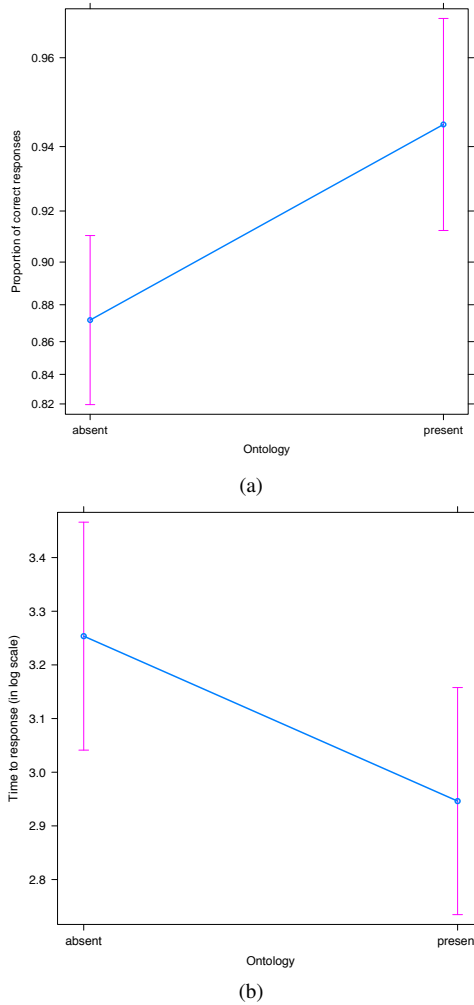 0.96
0.94
0.92
0.90
0.88
0.86
0.84
0.82
Proportion of correct responses
absent
present
Ontology
(a)
3.4
3.3
3.2
3.1
3.0
2.9
2.8
Time to response (in log scale)
absent
presen
Ontology
(b)